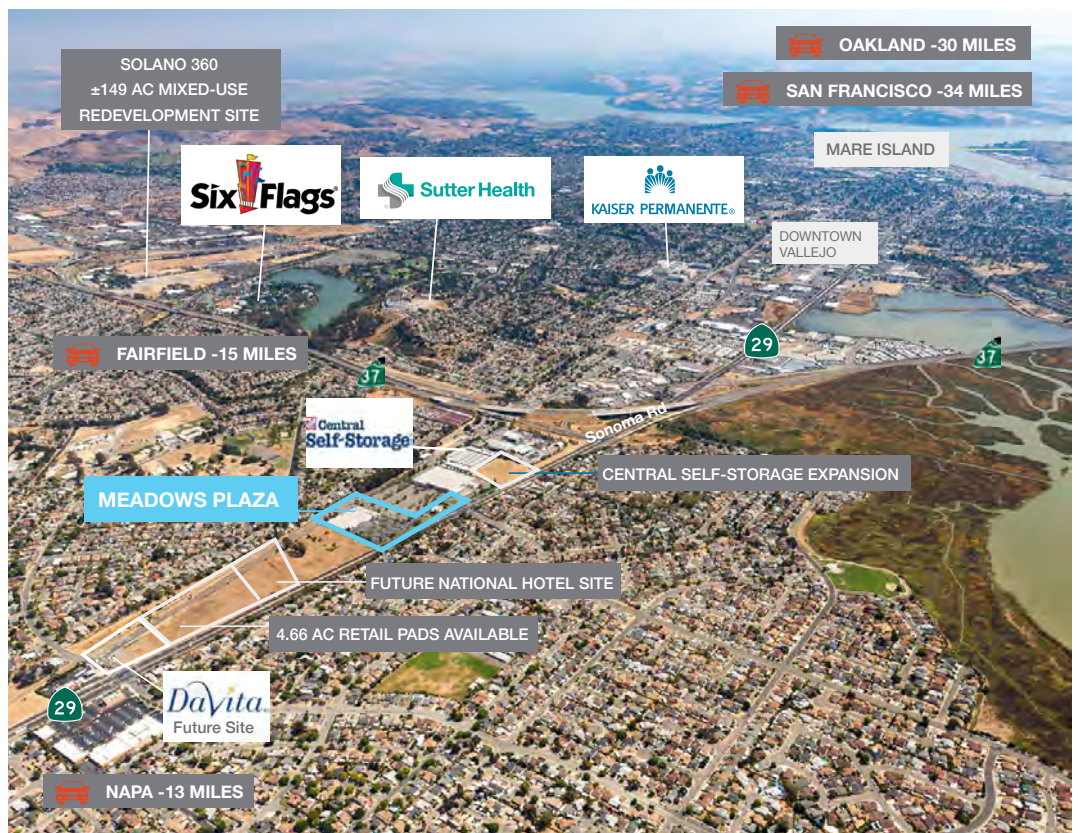 OAKLAND -30 MILES
SAN FRANCISCO -34 MILES
SOLANO 360
±149 AC MIXED-USE
REDEVELOPMENT SITE
MARE ISLAND
Six Flags®
Sutter Health
KAISER PERMANENTE®
DOWNTOWN
VALLEJO
29
37
FAIRFIELD -15 MILES
37
Central
Self-Storage
Sonoma Rd
CENTRAL SELF-STORAGE EXPANSION
MEADOWS PLAZA
FUTURE NATIONAL HOTEL SITE
4.66 AC RETAIL PADS AVAILABLE
29
DaVita.
Future Site
NAPA -13 MILES